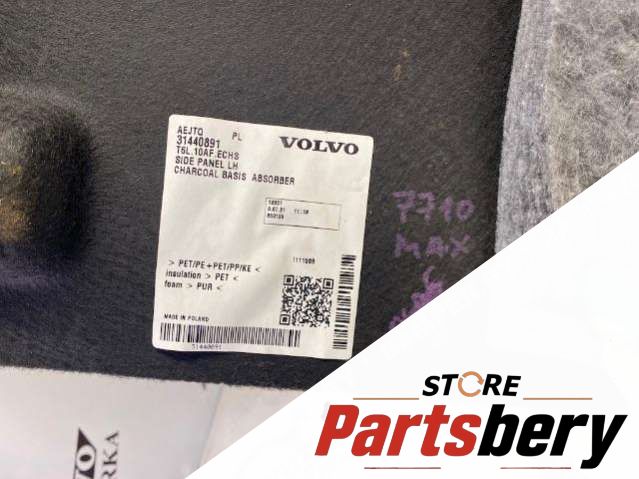 AEJTQ PL
31440891
T5L.10AF.ECHS
SIDE PANEL LH
CHARCOAL BASIS ABSORBER
VOLVO
> PET/PE+PET/PP/KE <
insulation > PET <
foam > PUR <
MADE IN POLAND
31440891
7710
MAX
STORE
Partsbery